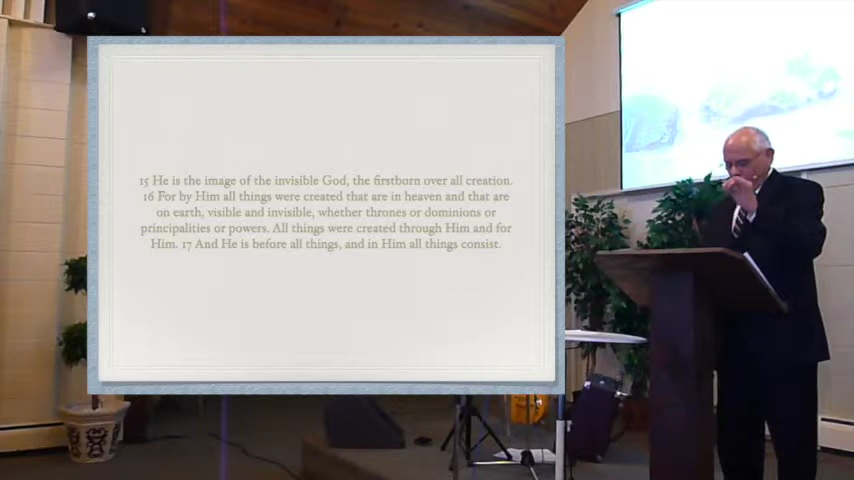 15 He is the image of the invisible God, the firstborn over all creation.
16 For by Him all things were created that are in heaven and that are
on earth, visible and invisible, whether thrones or dominions or
principalities or powers. All things were created through Him and for
Him. 17 And He is before all things, and in Him all things consist.